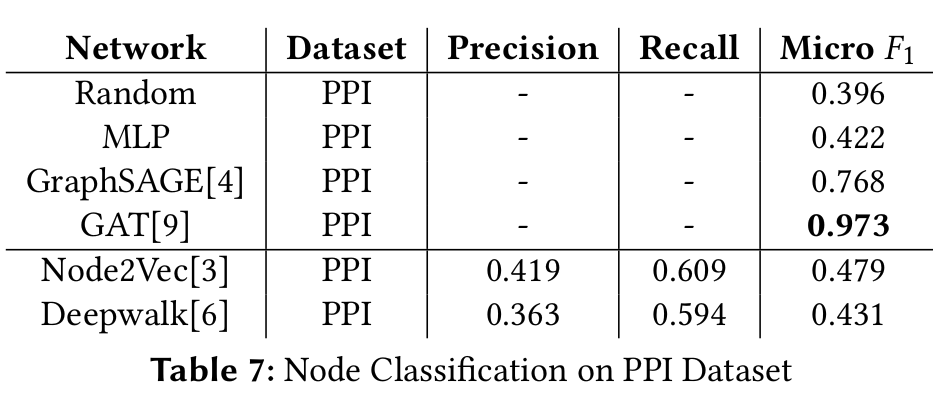 Network Dataset Precision Recall Micro F₁
Random PPI - - 0.396
MLP PPI - - 0.422
GraphSAGE[4] PPI - - 0.768
GAT[9] PPI - - 0.973
Node2Vec[3] PPI 0.419 0.609 0.479
Deepwalk[6] PPI 0.363 0.594 0.431
Table 7: Node Classification on PPI Dataset